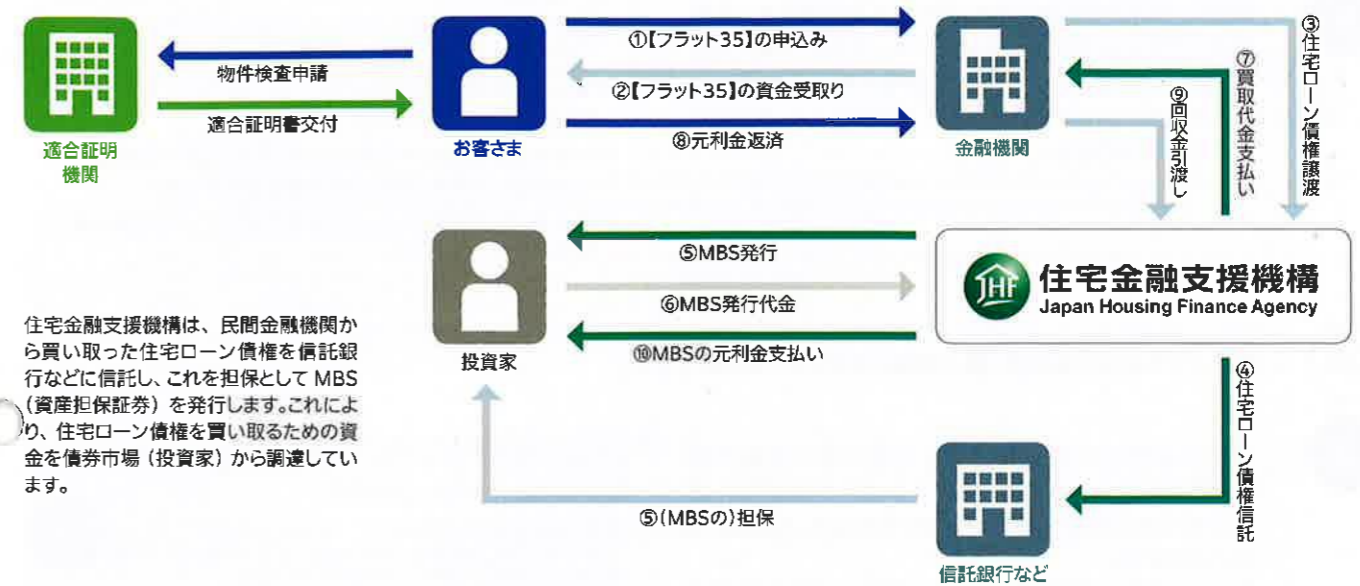 ①【フラット35】の申込み
物件検査申請
②【フラット35】の資金受取り
適合証明書交付
⑧元利金返済
適合証明
機関
お客さま
金融機関
⑨回収金引渡し
⑦買取代金支払い
③住宅ローン債権譲渡
⑤MBS発行
⑥MBS発行代金
⑩MBSの元利金支払い
投資家
JHF
住宅金融支援機構
Japan Housing Finance Agency
住宅金融支援機構は、民間金融機関か
ら買い取った住宅ローン債権を信託銀
行などに信託し、これを担保として MBS
(資産担保証券)を発行します。これによ
り、住宅ローン債権を買い取るための資
金を債券市場(投資家)から調達してい
ます。
④住宅ローン債権信託
⑤(MBSの)担保
信託銀行など